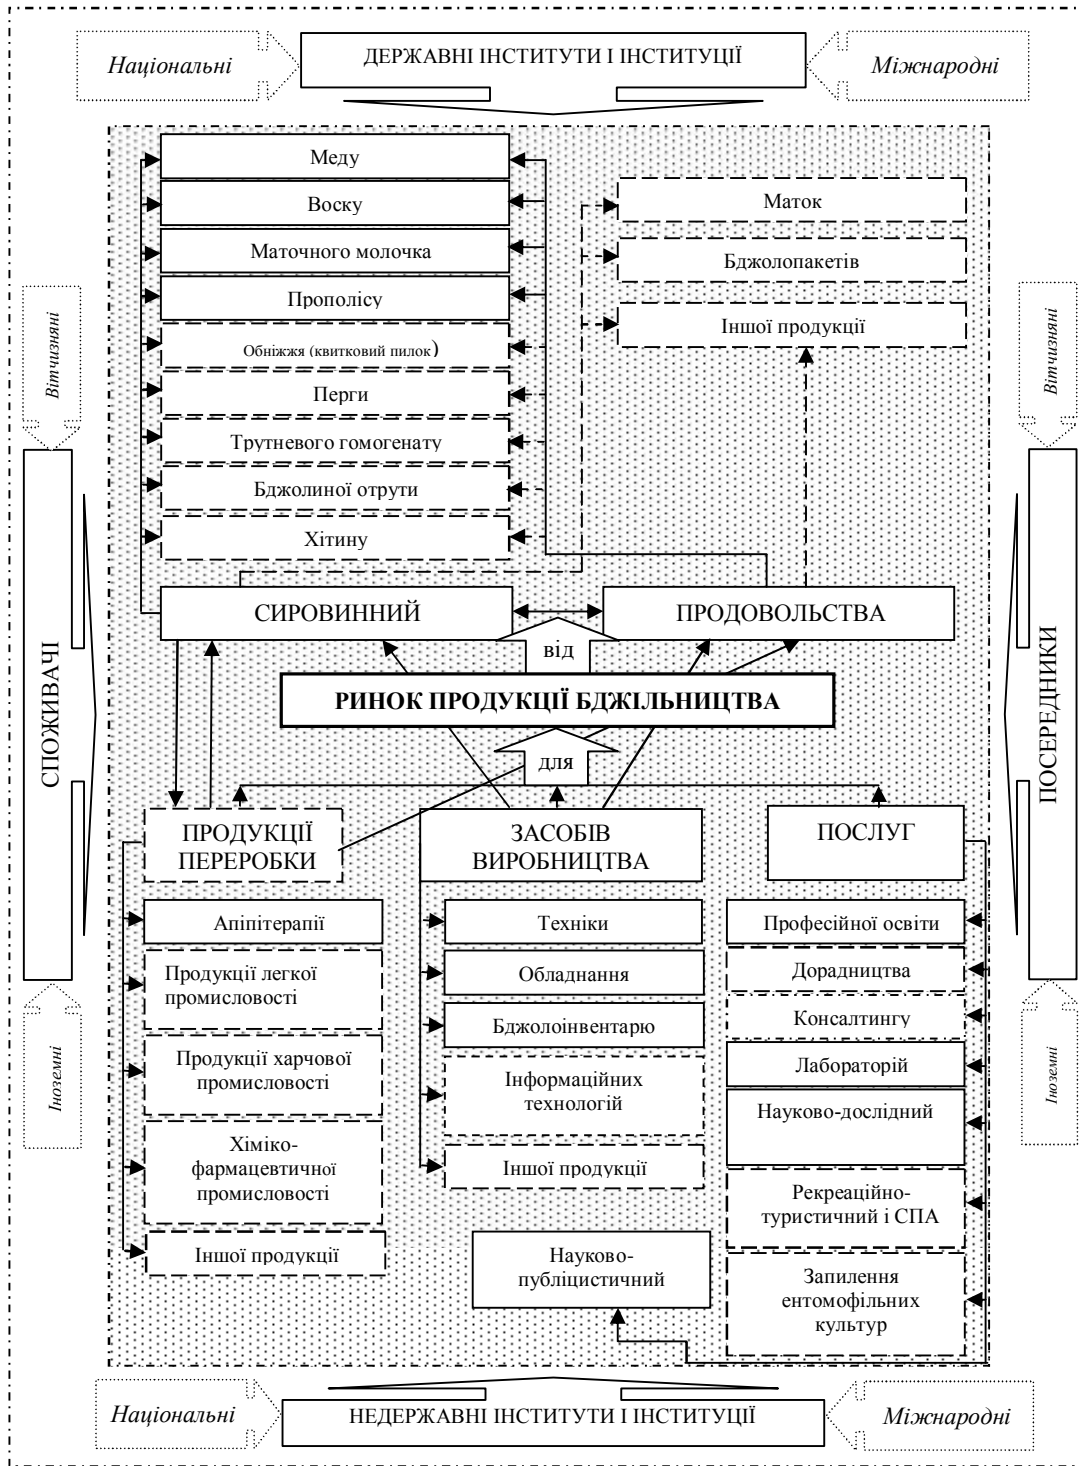 Національні
ДЕРЖАВНІ ІНСТИТУТИ І ІНСТИТУЦІЇ
Міжнародні
Меду
Воску
Маточного молочка
Прополісу
Обніжжя (квитковий пилок)
Перги
Трутневого гомогенату
Бджолиної отрути
Хітину
Маток
Бджолопакетів
Іншої продукції
Вітчизняні
СПОЖИВАЧІ
Іноземні
Вітчизняні
ПОСЕРЕДНИКИ
Іноземні
СИРОВИННИЙ
ПРОДОВОЛЬСТВА
від
РИНОК ПРОДУКЦІЇ БДЖІЛЬНИЦТВА
для
ПРОДУКЦІЇ
ПЕРЕРОБКИ
ЗАСОБІВ
ВИРОБНИЦТВА
ПОСЛУГ
Апіпітерапії
Продукції легкої
промисловості
Продукції харчової
промисловості
Хіміко-
фармацевтичної
промисловості
Іншої продукції
Техніки
Обладнання
Бджолоінвентарю
Інформаційних
технологій
Іншої продукції
Науково-
публіцистичний
Професійної освіти
Дорадництва
Консалтингу
Лабораторій
Науково-дослідний
Рекреаційно-
туристичний і СПА
Запилення
ентомофільних
культур
Національні
НЕДЕРЖАВНІ ІНСТИТУТИ І ІНСТИТУЦІЇ
Міжнародні